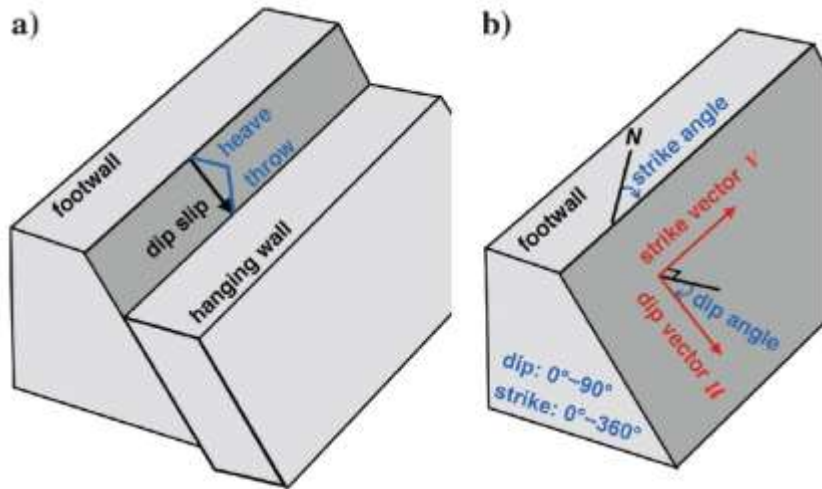 a)
footwall
heave
throw
dip slip
hanging wall
b)
N
strike angle
footwall
strike vector V
dip angle
dip vector u
dip: 0°–90°
strike: 0°–360°